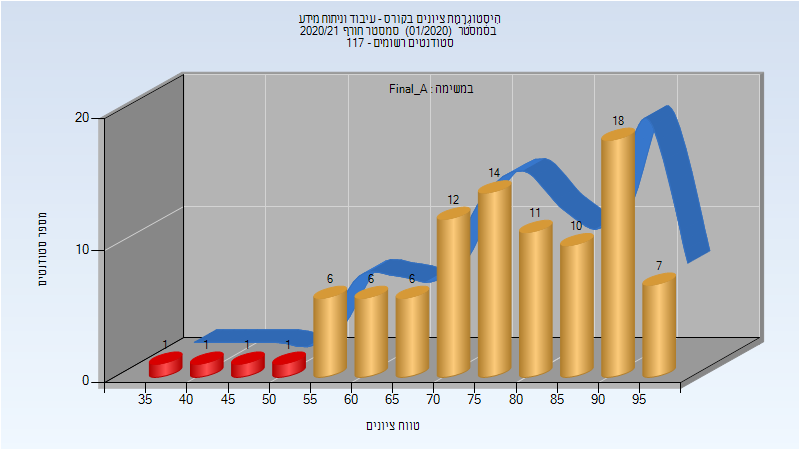 היסטוגרמת ציונים בקורס - עיבוד וניתוח מידע
בסמסטר (01/2020) סמסטר חורף 2020/21
סטודנטים רשומים - 117
במשימה : Final_A
מספר סטודנטים
20
10
0
1 1 1 1 6 6 6 12 14 11 10 18 7
35 40 45 50 55 60 65 70 75 80 85 90 95
טווח ציונים